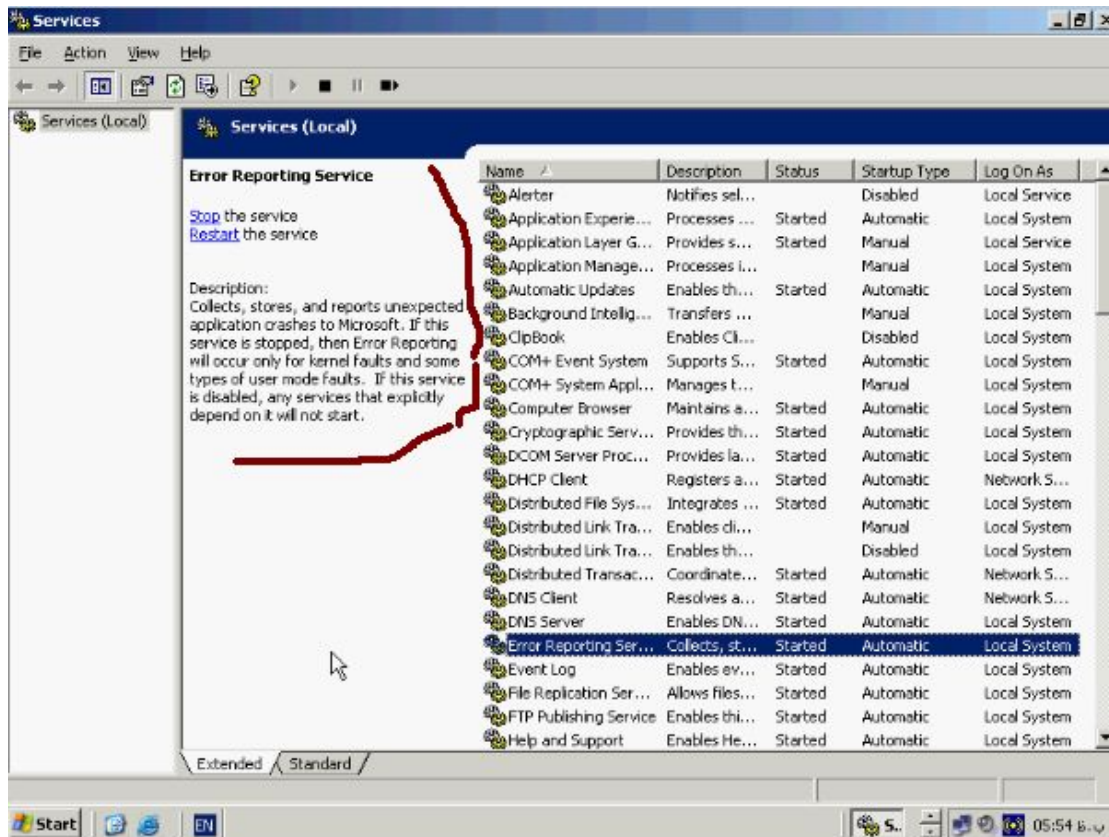 Services
File Action View Help
Services (Local)
Services (Local)
Error Reporting Service
Stop the service
Restart the service
Description:
Collects, stores, and reports unexpected
application crashes to Microsoft. If this
service is stopped, then Error Reporting
will occur only for kernel faults and some
types of user mode faults. If this service
is disabled, any services that explicitly
depend on it will not start.
Name Description Status Startup Type Log On As
Alerter Notifies sel... Disabled Local Service
Application Experie... Processes ... Started Automatic Local System
Application Layer G... Provides s... Started Manual Local Service
Application Manage... Processes i... Manual Local System
Automatic Updates Enables th... Started Automatic Local System
Background Intellig... Transfers ... Manual Local System
ClipBook Enables Cli... Disabled Local System
COM+ Event System Supports S... Started Automatic Local System
COM+ System Appl... Manages t... Manual Local System
Computer Browser Maintains a... Started Automatic Local System
Cryptographic Serv... Provides th... Started Automatic Local System
DCOM Server Proc... Provides la... Started Automatic Local System
DHCP Client Registers a... Started Automatic Network S...
Distributed File Sys... Integrates ... Started Automatic Local System
Distributed Link Tra... Enables cli... Manual Local System
Distributed Link Tra... Enables th... Disabled Local System
Distributed Transac... Coordinate... Started Automatic Network S...
DNS Client Resolves a... Started Automatic Network S...
DNS Server Enables DN... Started Automatic Local System
Error Reporting Ser... Collects, st... Started Automatic Local System
Event Log Enables ev... Started Automatic Local System
File Replication Ser... Allows files... Started Automatic Local System
FTP Publishing Service Enables thi... Started Automatic Local System
Help and Support Enables He... Started Automatic Local System
Extended Standard
Start EN S.. 05:54